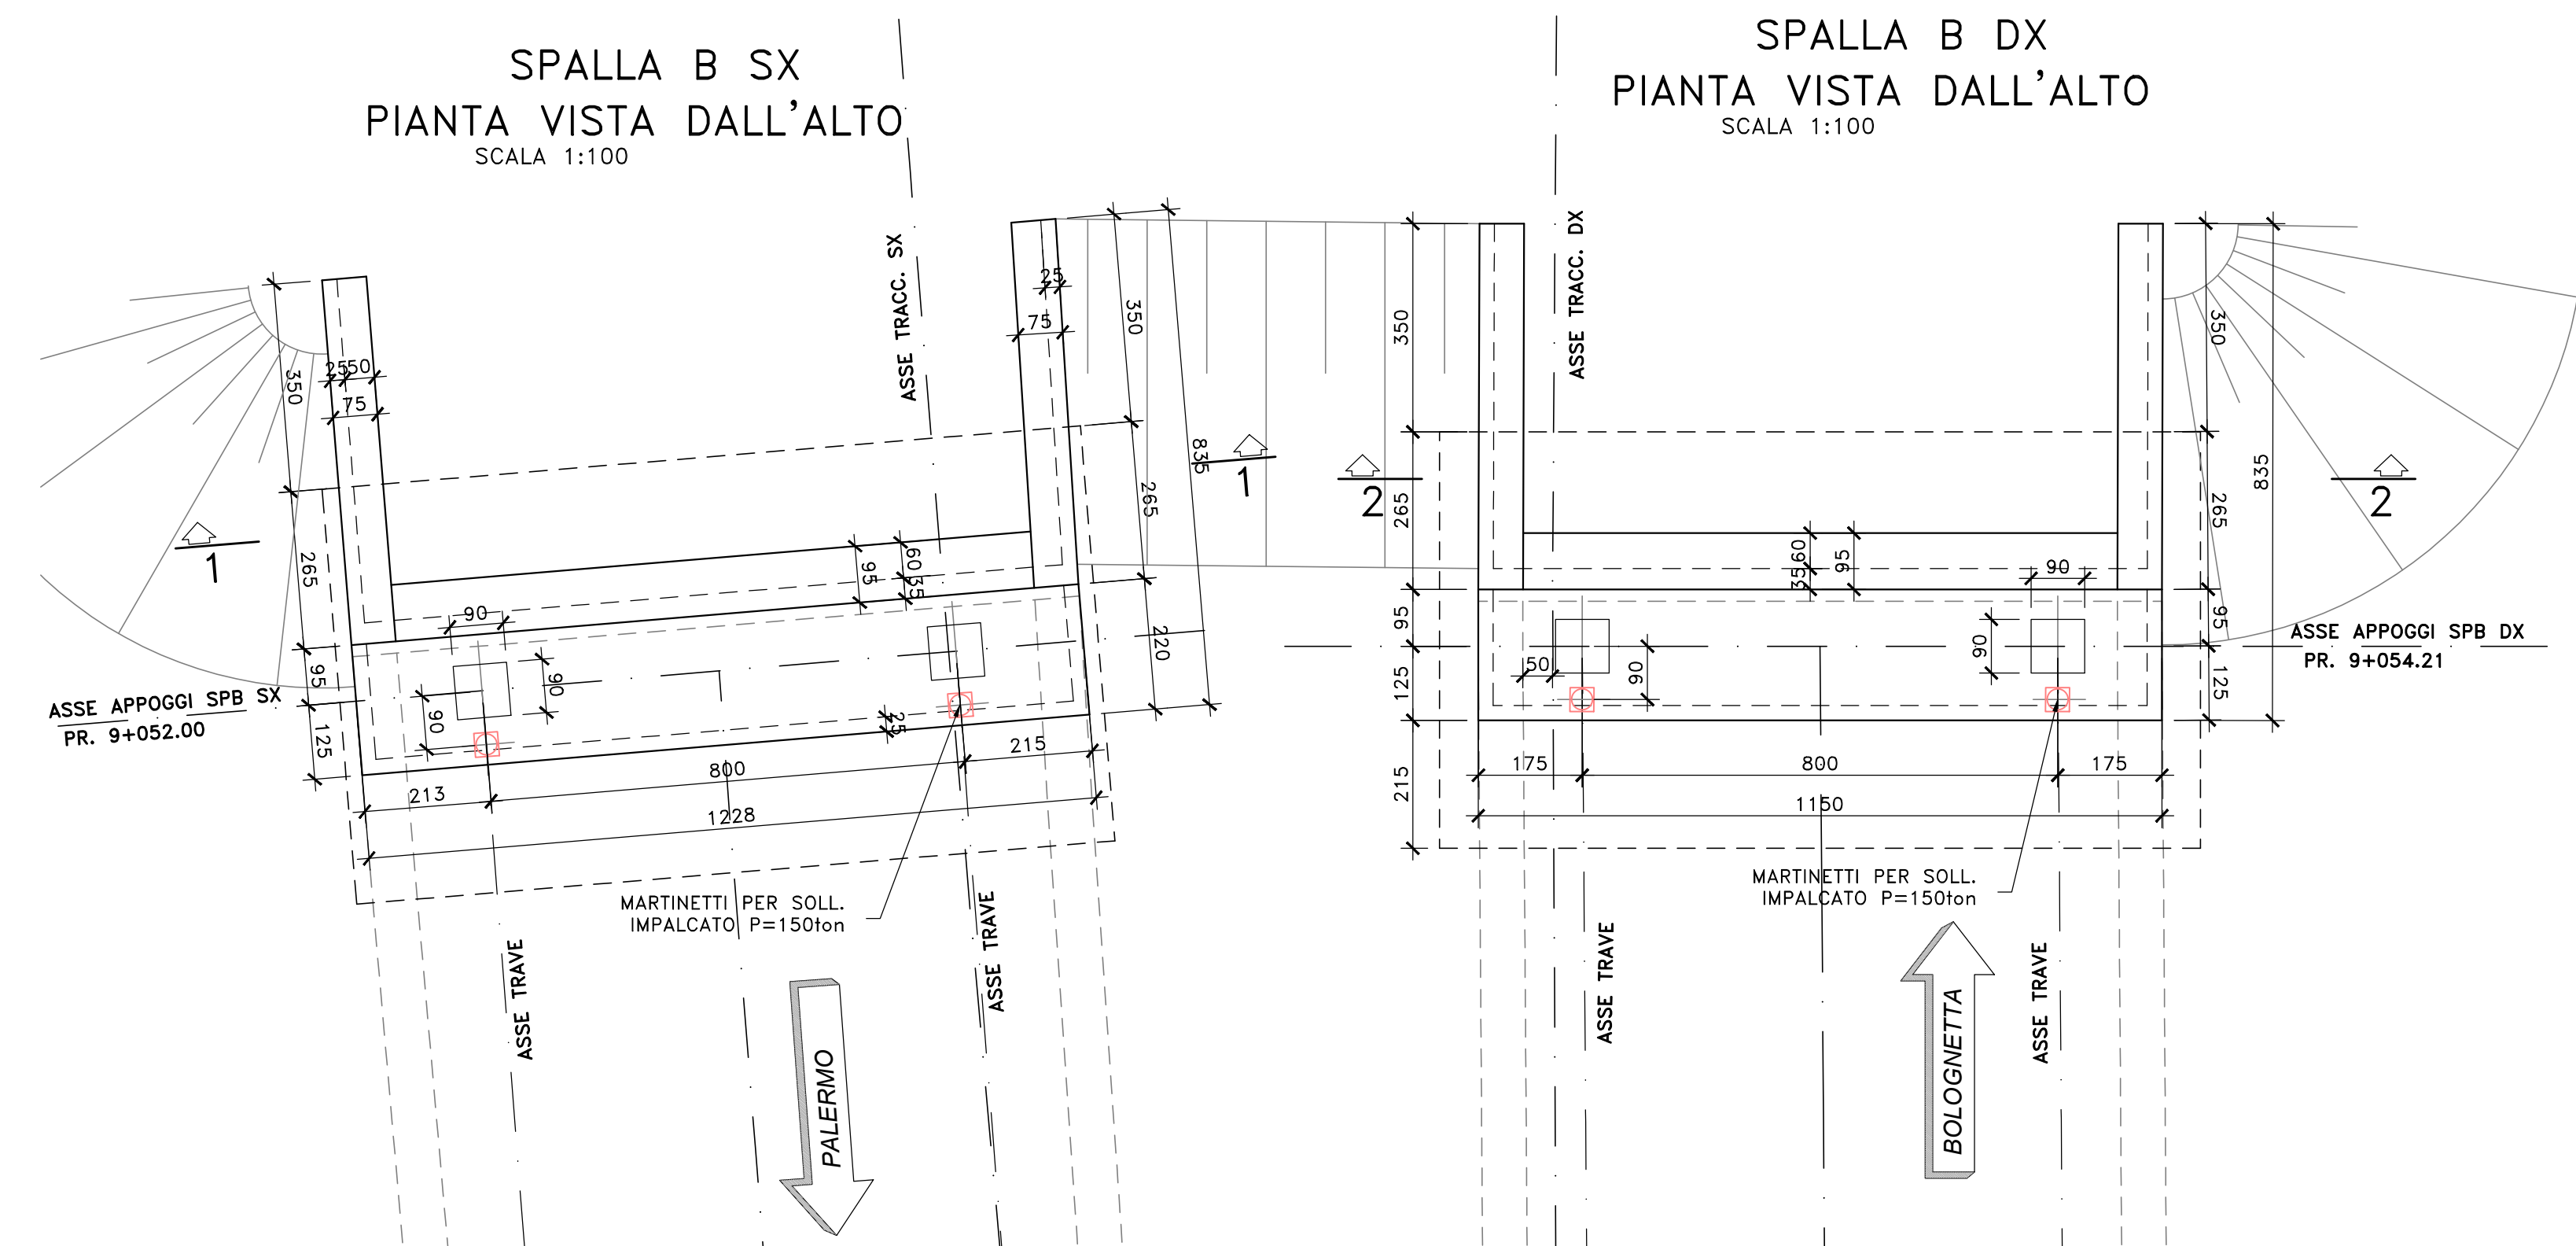 SPALLA B SX
PIANTA VISTA DALL'ALTO
SCALA 1:100
SPALLA B DX
PIANTA VISTA DALL'ALTO
SCALA 1:100
ASSE TRACC. SX
ASSE TRACC. DX
350
25
50
75
265
95
125
25
75
350
835
265
220
1
1
60
35
95
90
90
90
25
35
213
800
215
1228
ASSE APPOGGI SPB SX
PR. 9+052.00
MARTINETTI PER SOLL.
IMPALCATO P=150ton
ASSE TRAVE
ASSE TRAVE
PALERMO
350
265
95
125
215
2
2
60
35
95
90
90
50
90
350
265
95
125
835
175
800
175
1150
ASSE APPOGGI SPB DX
PR. 9+054.21
MARTINETTI PER SOLL.
IMPALCATO P=150ton
ASSE TRAVE
ASSE TRAVE
BOLOGNETTA